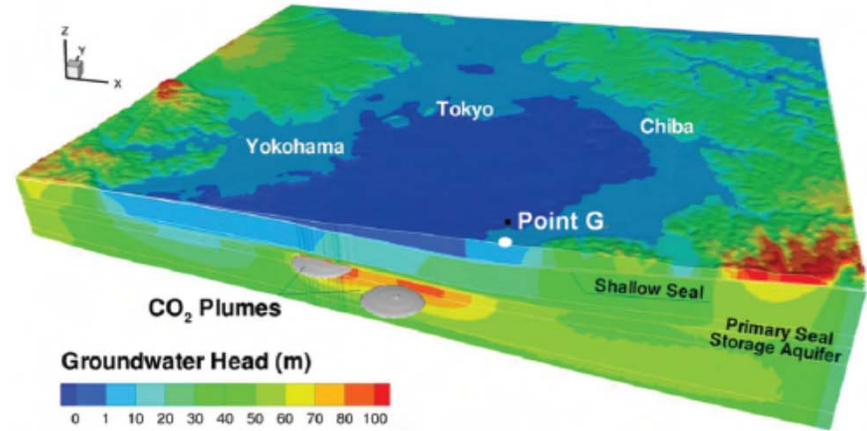 Z
Y
X
Tokyo
Chiba
Yokohama
Point G
Shallow Seal
CO₂ Plumes
Primary Seal
Storage Aquifer
Groundwater Head (m)
0 1 10 20 30 40 50 60 70 80 100